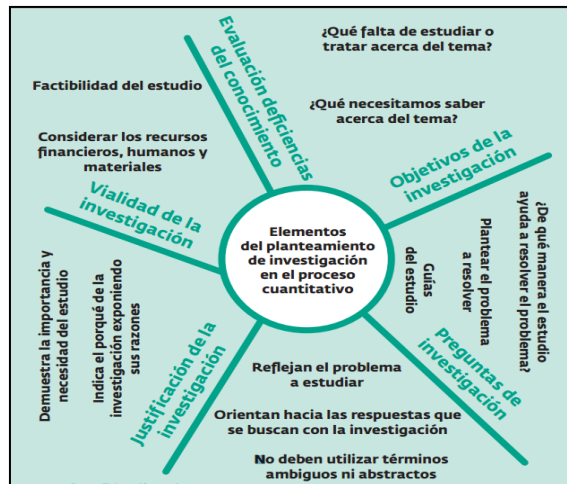 Elementos
del planteamiento
de investigación
en el proceso
cuantitativo
Evaluación deficiencias
del conocimiento
¿Qué falta de estudiar o
tratar acerca del tema?
¿Qué necesitamos saber
acerca del tema?
Objetivos de la
investigación
Guías
del estudio
Plantear el problema
a resolver
¿De qué manera el estudio
ayuda a resolver el problema?
Preguntas de
investigación
Reflejan el problema
a estudiar
Orientan hacia las respuestas que
se buscan con la investigación
No deben utilizar términos
ambiguos ni abstractos
Justificación de la
investigación
Indica el porqué de la
investigación exponiendo
sus razones
Demuestra la importancia y
necesidad del estudio
Vialidad de la
investigación
Factibilidad del estudio
Considerar los recursos
financieros, humanos y
materiales